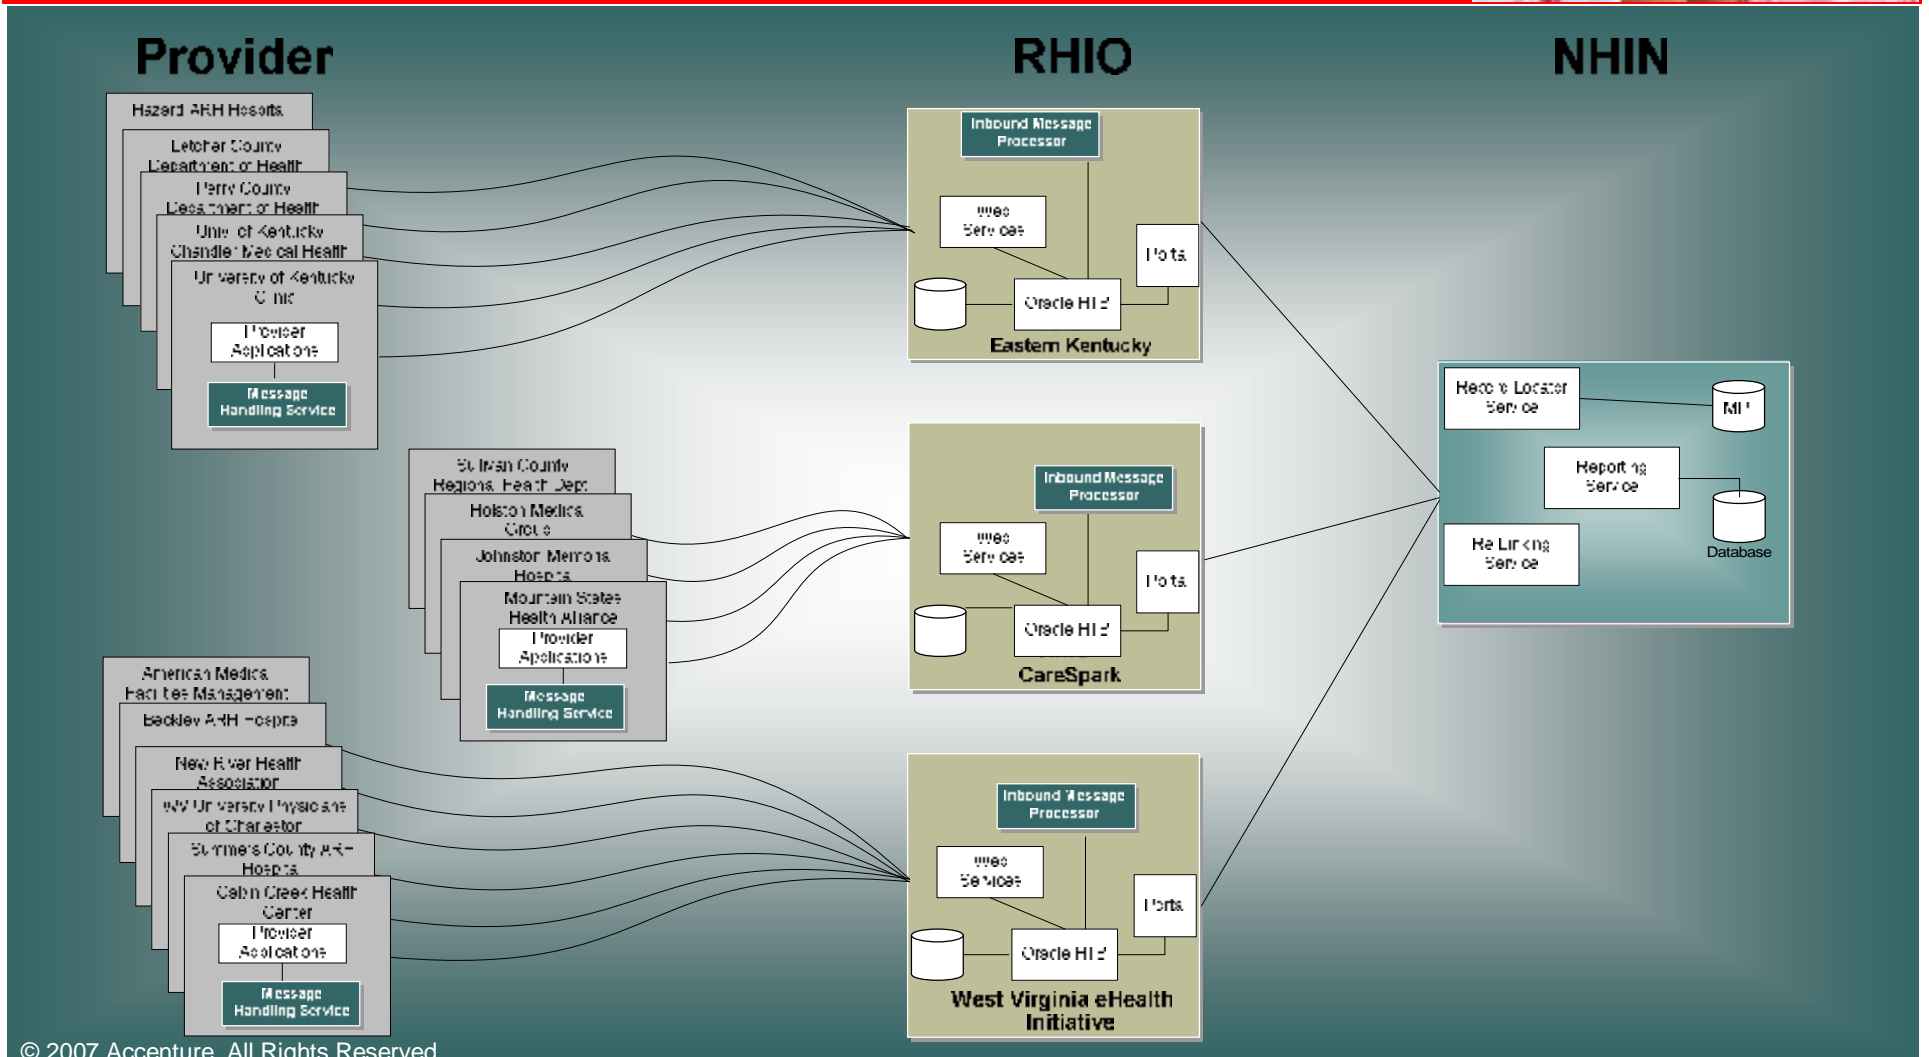 Provider
RHIO
NHIN
Hazard ARH Hospital
Letcher County
Department of Health
Perry County
Department of Health
Univ. of Kentucky
Chandler Medical Health
University of Kentucky
Clinic
Provider
Applications
Message
Handling Service
Sullivan County
Regional Health Dept
Holston Medical
Group
Johnston Memorial
Hospital
Mountain States
Health Alliance
Provider
Applications
Message
Handling Service
American Medical
Facilities Management
Beckley ARH Hospital
New River Health
Association
WV University Physicians
of Charleston
Summers County ARH
Hospital
Cabin Creek Health
Center
Provider
Applications
Message
Handling Service
Inbound Message
Processor
Web
Services
Portal
Oracle HTB
Eastern Kentucky
Inbound Message
Processor
Web
Services
Portal
Oracle HTB
CareSpark
Inbound Message
Processor
Web
Services
Portal
Oracle HTB
West Virginia eHealth
Initiative
Record Locator
Service
MPI
Reporting
Service
Database
Re Linking
Service
© 2007 Accenture. All Rights Reserved